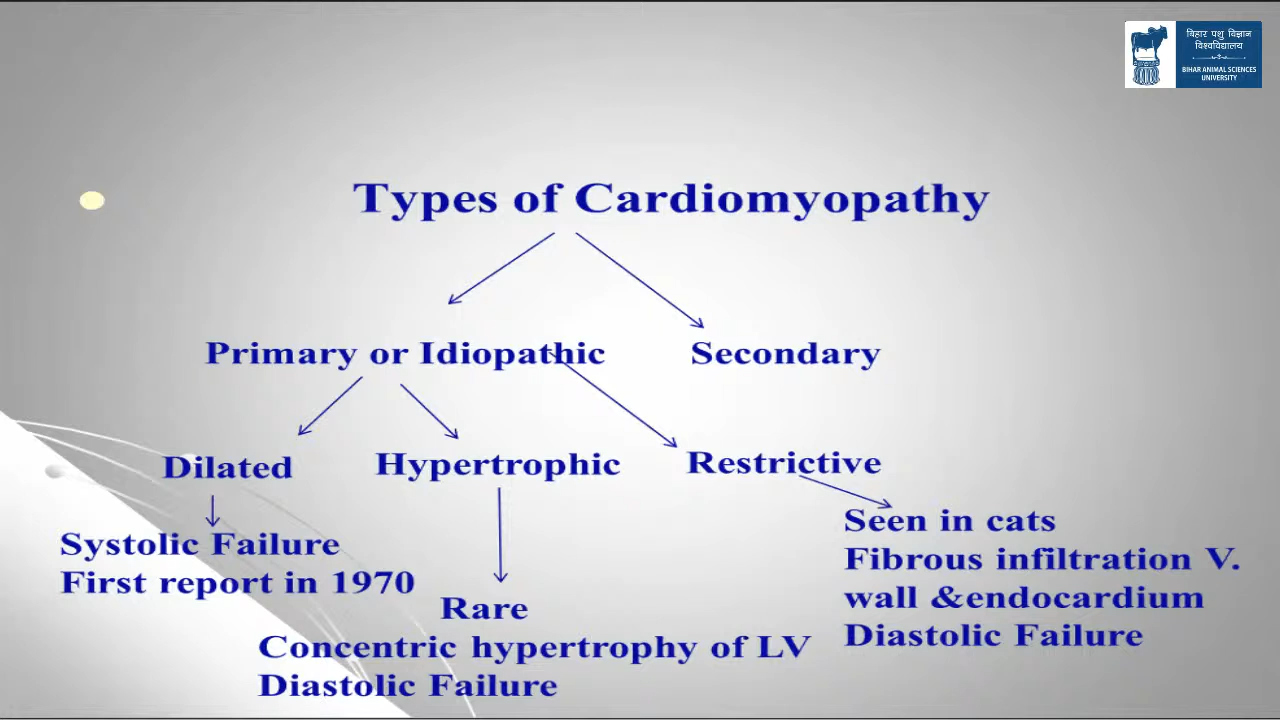 बिहार पशु विज्ञान
विश्वविद्यालय
BIHAR ANIMAL SCIENCES
UNIVERSITY
Types of Cardiomyopathy
Primary or Idiopathic
Secondary
Dilated
Hypertrophic
Restrictive
Systolic Failure
First report in 1970
Rare
Concentric hypertrophy of LV
Diastolic Failure
Seen in cats
Fibrous infiltration V.
wall &endocardium
Diastolic Failure